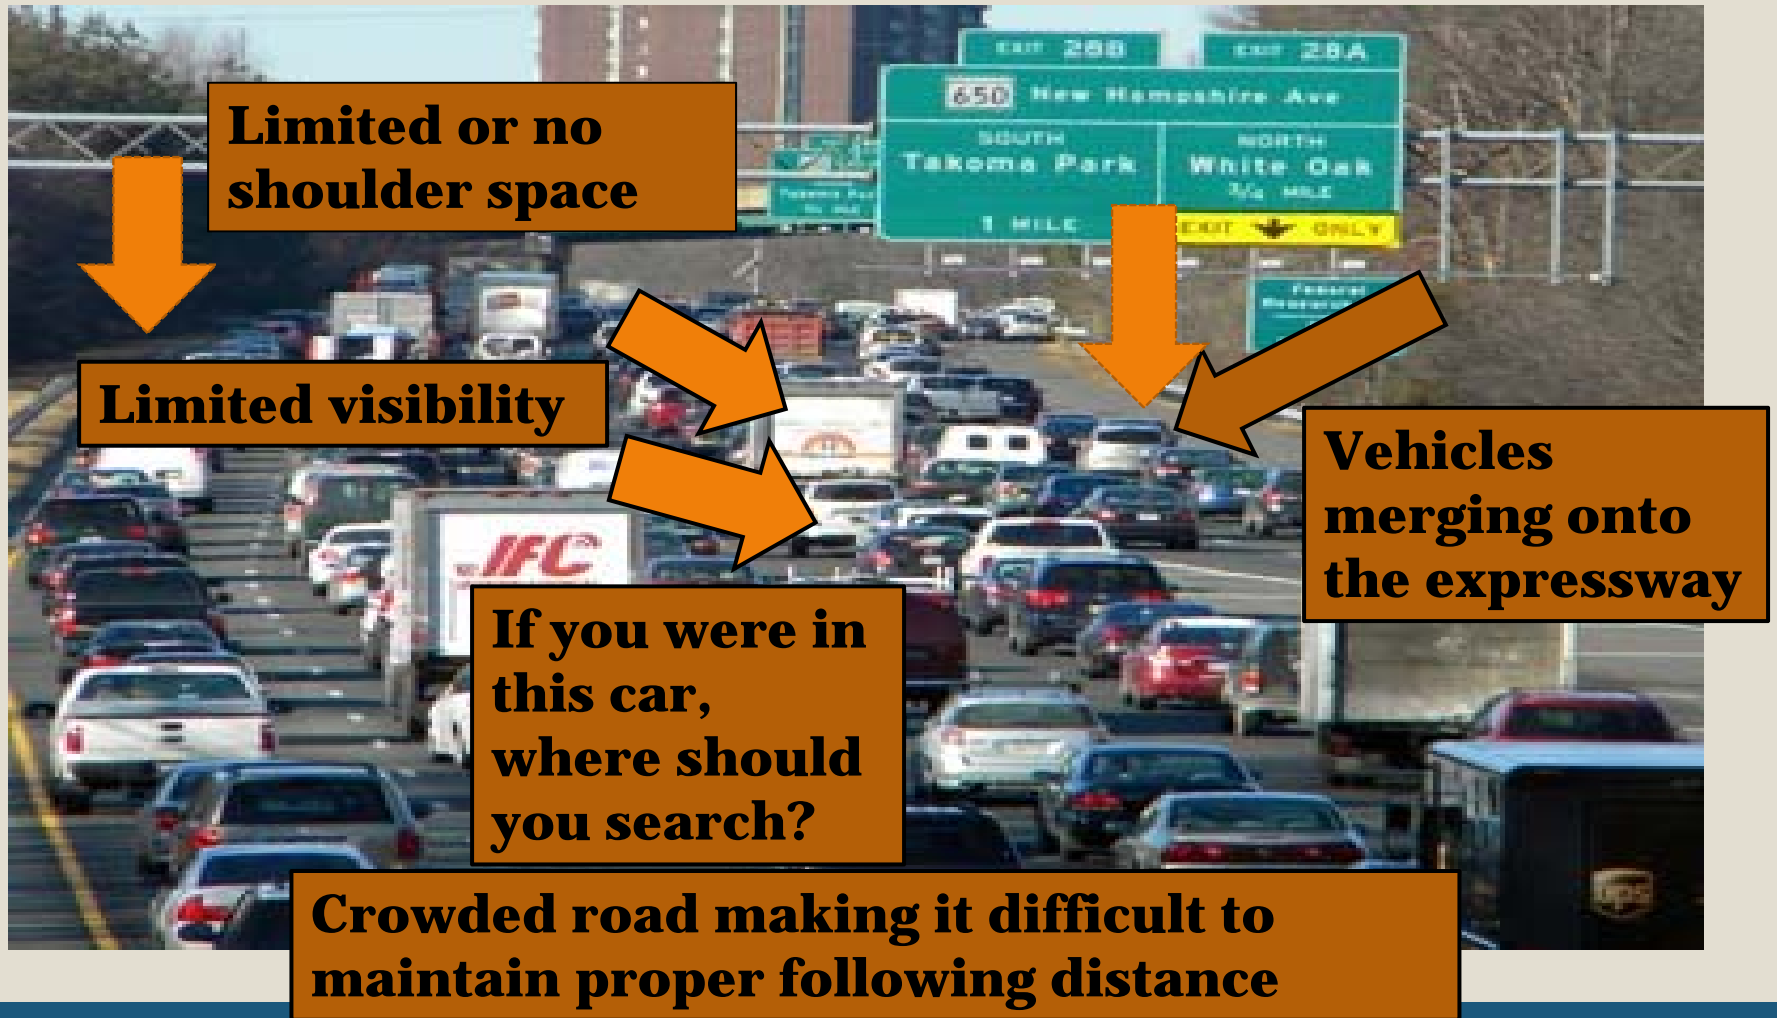 EXIT 28B
EXIT 28A
650 New Hampshire Ave
SOUTH
Takoma Park
1 MILE
NORTH
White Oak
3/4 MILE
EXIT ONLY
Limited or no
shoulder space
Limited visibility
Vehicles
merging onto
the expressway
IFC
If you were in
this car,
where should
you search?
ups
Crowded road making it difficult to
maintain proper following distance